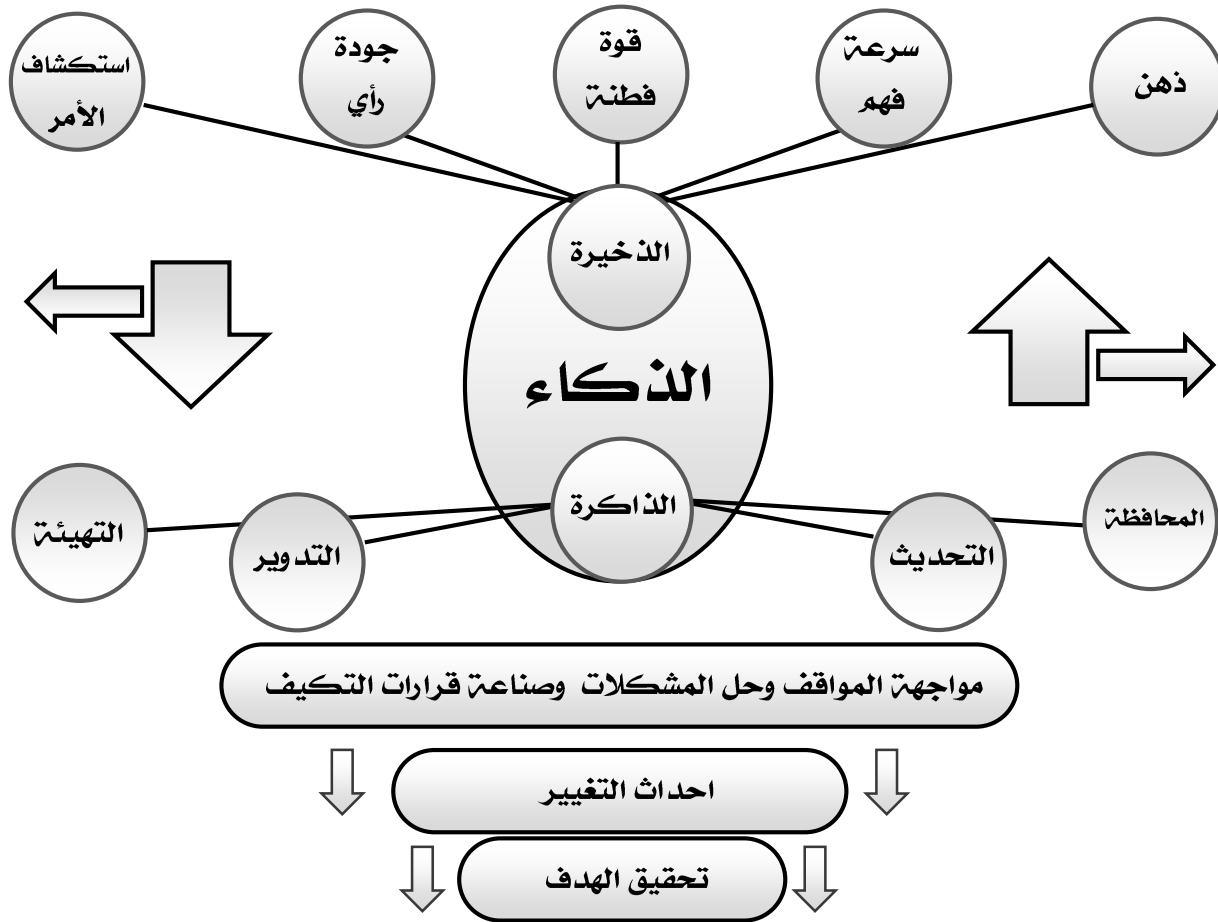 ذهن
سرعة
فهم
قوة
فطنة
جودة
رأي
استكشاف
الأمر
الذخيرة
الذكاء
الذاكرة
المحافظة
التحديث
التدوير
التهيئة
مواجهة المواقف وحل المشكلات وصناعة قرارات التكيف
احداث التغيير
تحقيق الهدف